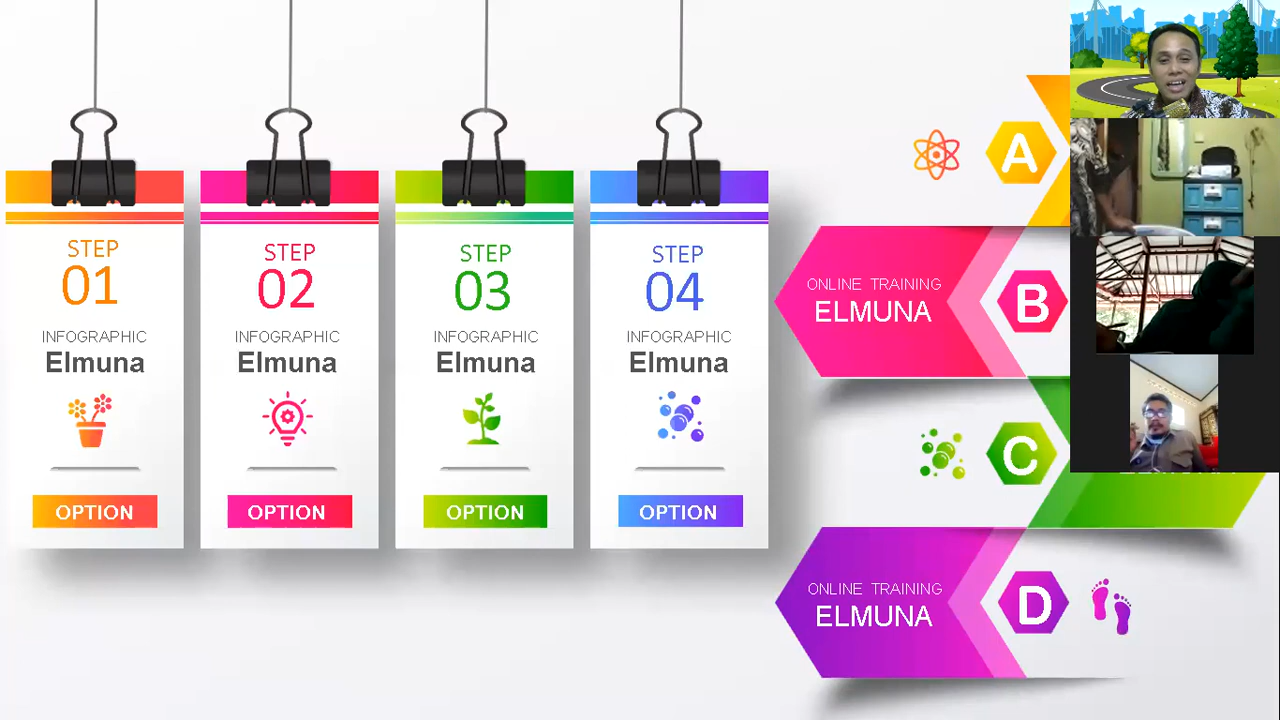 STEP
01
INFOGRAPHIC
Elmuna
OPTION
STEP
02
INFOGRAPHIC
Elmuna
OPTION
STEP
03
INFOGRAPHIC
Elmuna
OPTION
STEP
04
INFOGRAPHIC
Elmuna
OPTION
A
ONLINE TRAINING
ELMUNA
B
C
ONLINE TRAINING
ELMUNA
D